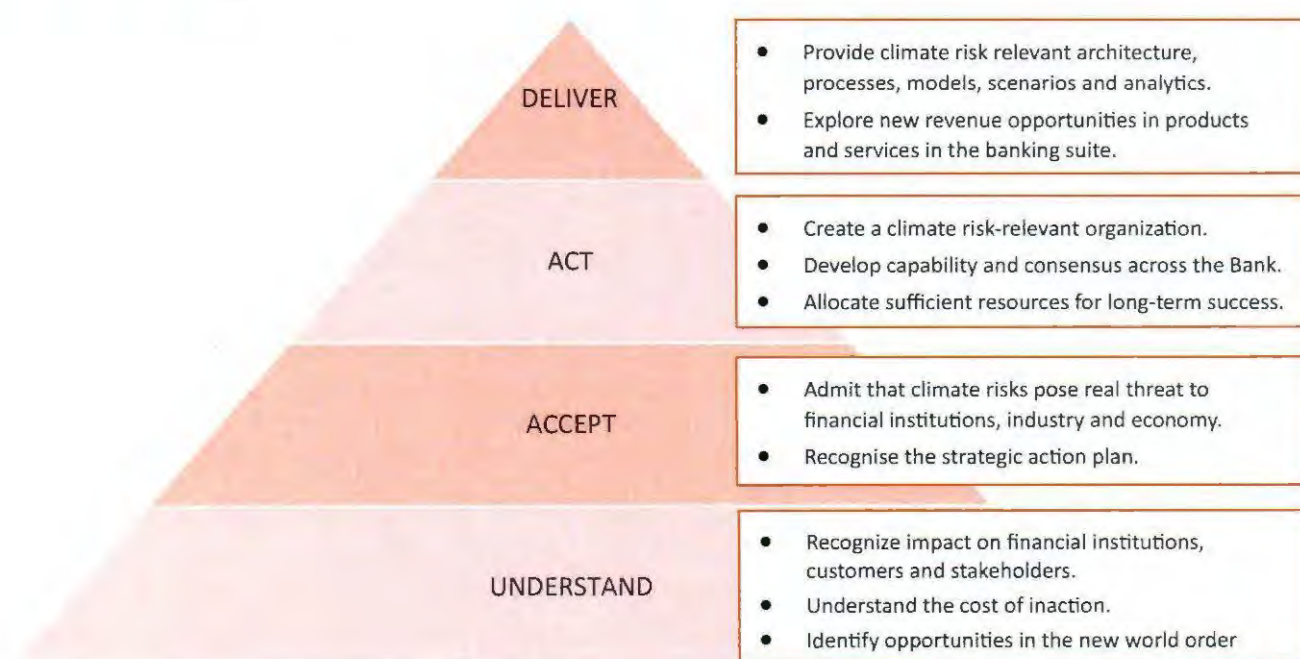 DELIVER
• Provide climate risk relevant architecture,
processes, models, scenarios and analytics.
• Explore new revenue opportunities in products
and services in the banking suite.
ACT
• Create a climate risk-relevant organization.
• Develop capability and consensus across the Bank.
• Allocate sufficient resources for long-term success.
ACCEPT
• Admit that climate risks pose real threat to
financial institutions, industry and economy.
• Recognise the strategic action plan.
UNDERSTAND
• Recognize impact on financial institutions,
customers and stakeholders.
• Understand the cost of inaction.
• Identify opportunities in the new world order